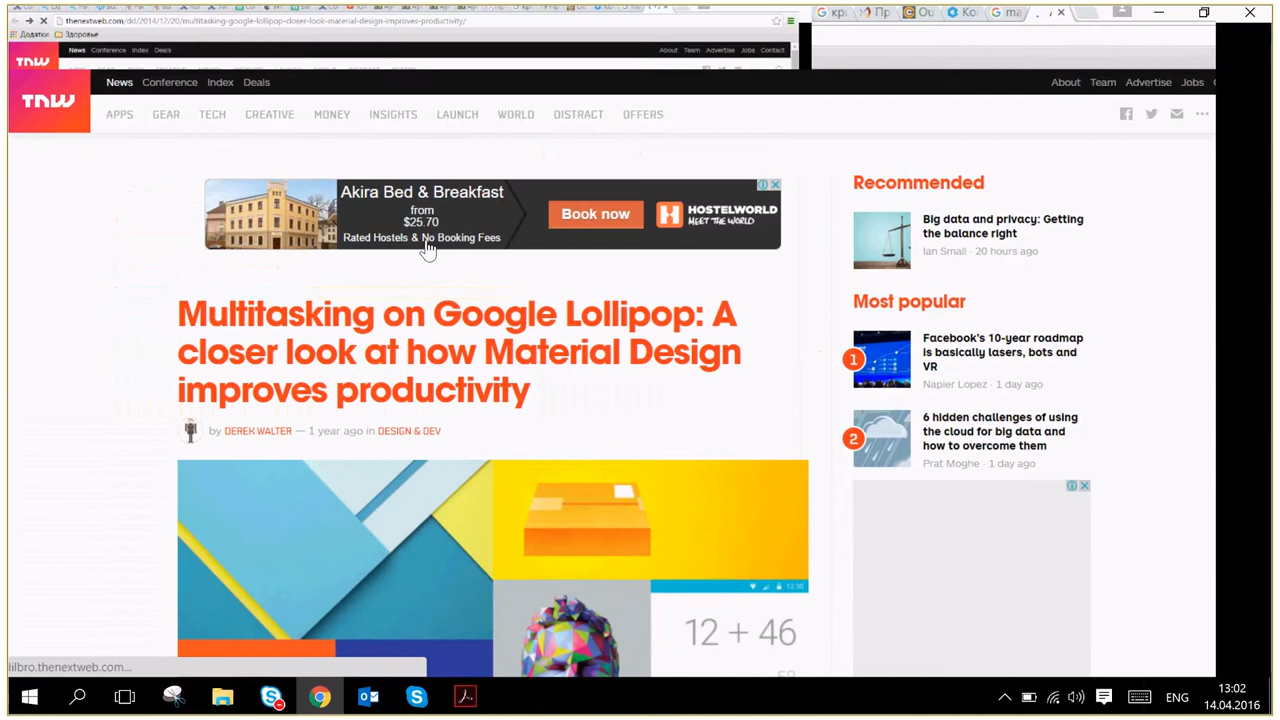 thenextweb.com/dd/2014/12/20/multitasking-google-lollipop-closer-look-material-design-improves-productivity/
Додатки Здоровье
News Conference Index Deals About Team Advertise Jobs Contact
TNW
News Conference Index Deals About Team Advertise Jobs
TNW
APPS GEAR TECH CREATIVE MONEY INSIGHTS LAUNCH WORLD DISTRACT OFFERS
Akira Bed & Breakfast
from
$25.70
Rated Hostels & No Booking Fees
Book now
HOSTELWORLD
MEET THE WORLD
Multitasking on Google Lollipop: A
closer look at how Material Design
improves productivity
by DEREK WALTER — 1 year ago in DESIGN & DEV
12:30
12 + 46
Recommended
Big data and privacy: Getting
the balance right
Ian Small · 20 hours ago
Most popular
1
Facebook's 10-year roadmap
is basically lasers, bots and
VR
Napier Lopez · 1 day ago
2
6 hidden challenges of using
the cloud for big data and
how to overcome them
Prat Moghe · 1 day ago
lilbro.thenextweb.com...
ENG
13:02
14.04.2016